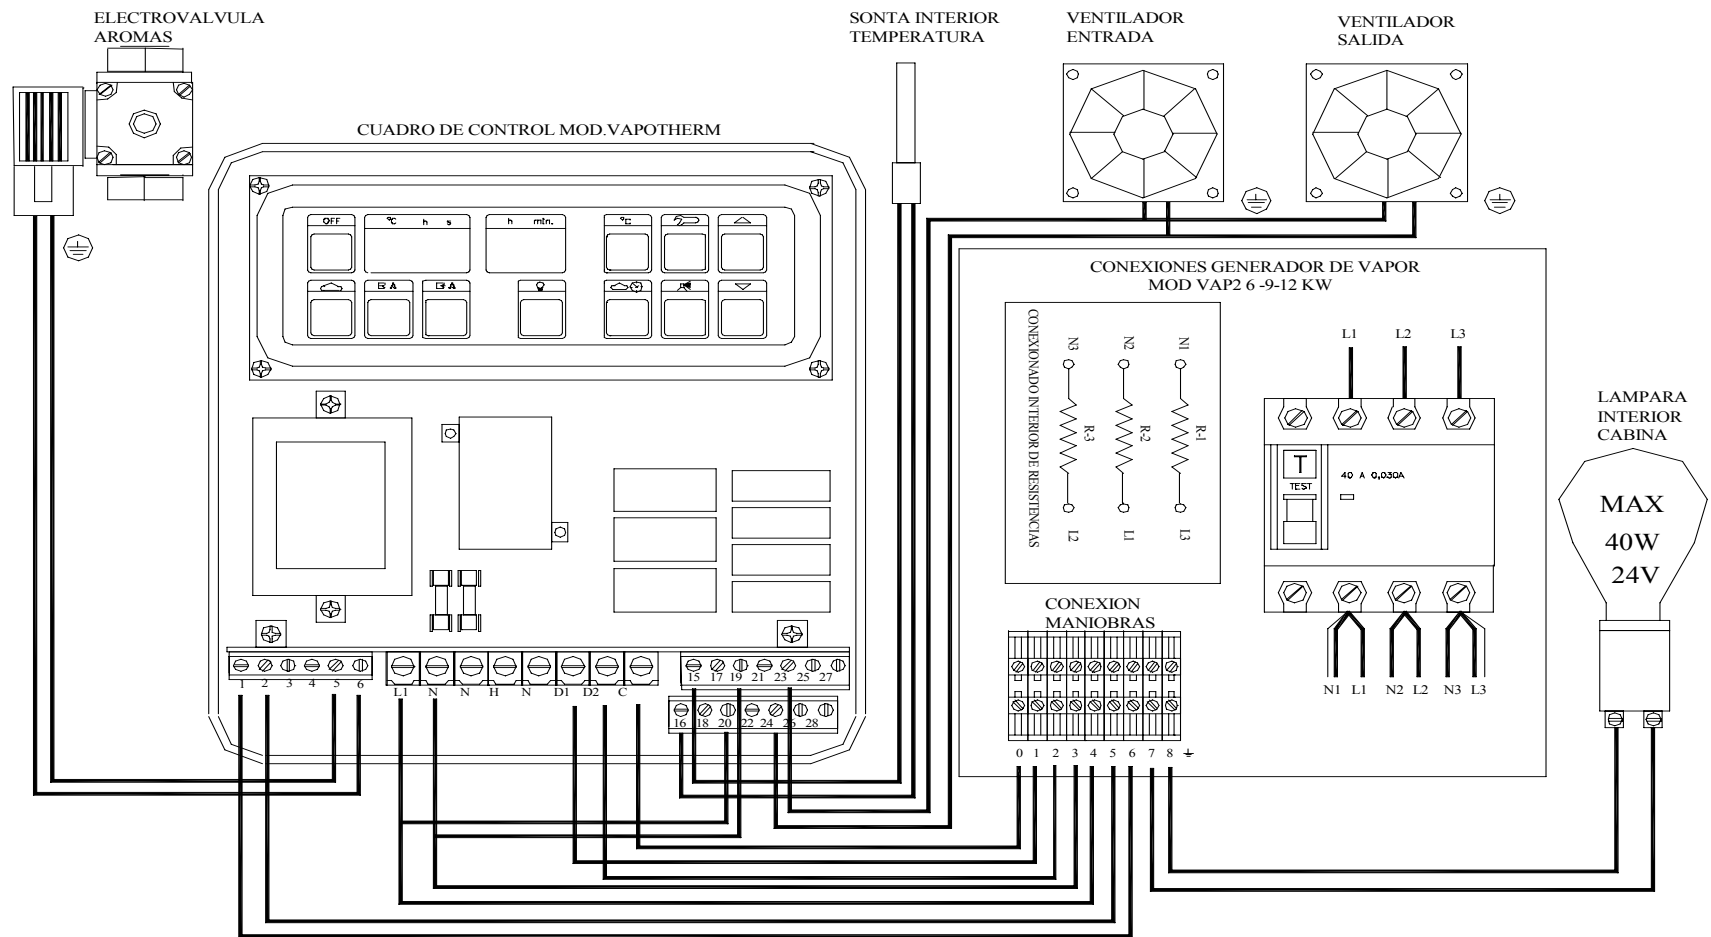 ELECTROVALVULA
AROMAS
SONTA INTERIOR
TEMPERATURA
VENTILADOR
ENTRADA
VENTILADOR
SALIDA
CUADRO DE CONTROL MOD.VAPOTHERM
OFF °C h s h min. °C
A A
CONEXIONES GENERADOR DE VAPOR
MOD VAP2 6 -9-12 KW
CONEXIONADO INTERIOR DE RESISTENCIAS
N3 N2 N1
R-3 R-2 R-1
L2 L1 L3
L1 L2 L3
T
TEST
40 A 0,030A
N1 L1 N2 L2 N3 L3
LAMPARA
INTERIOR
CABINA
MAX
40W
24V
CONEXION
MANIOBRAS
0 1 2 3 4 5 6 7 8
1 2 3 4 5 6
L1 N N H N D1 D2 C
15 17 19 21 23 25 27
16 18 20 22 24 26 28